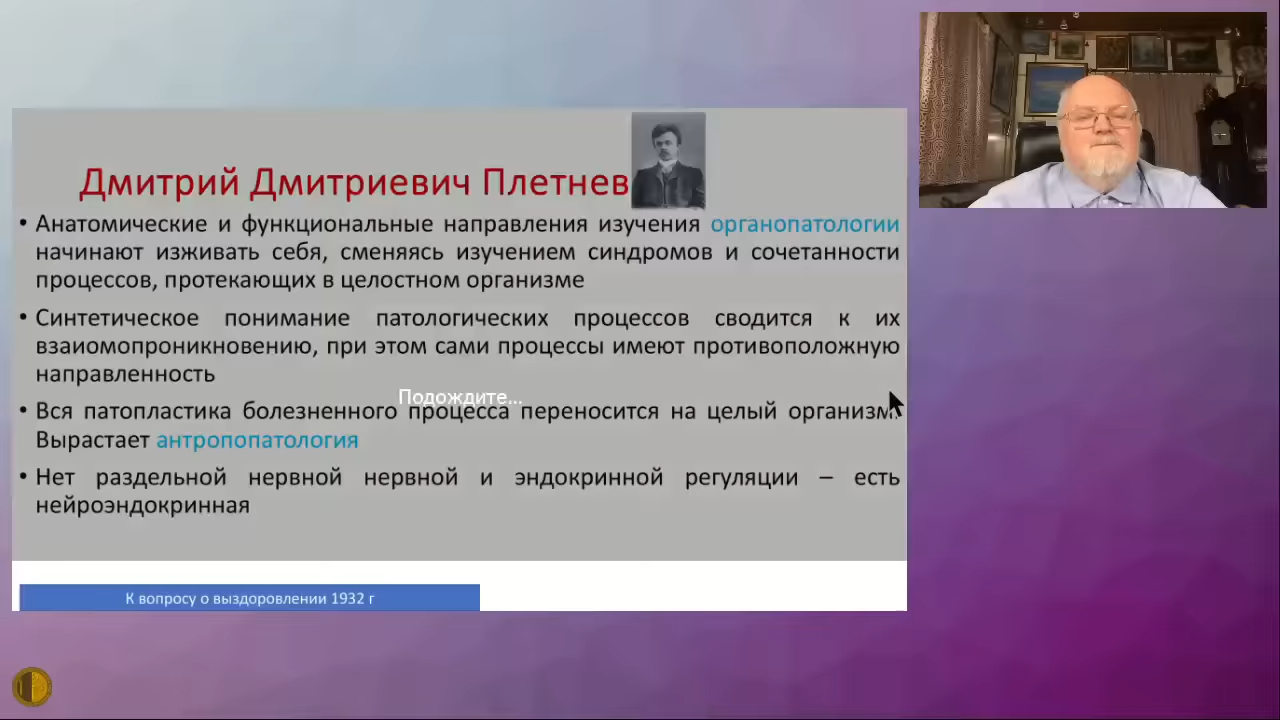 Дмитрий Дмитриевич Плетнев
• Анатомические и функциональные направления изучения органопатологии
начинают изживать себя, сменяясь изучением синдромов и сочетанности
процессов, протекающих в целостном организме
• Синтетическое понимание патологических процессов сводится к их
взаиомопроникновению, при этом сами процессы имеют противоположную
направленность
Подождите...
• Вся патопластика болезненного процесса переносится на целый организм.
Вырастает антропопатология
• Нет раздельной нервной нервной и эндокринной регуляции – есть
нейроэндокринная
К вопросу о выздоровлении 1932 г